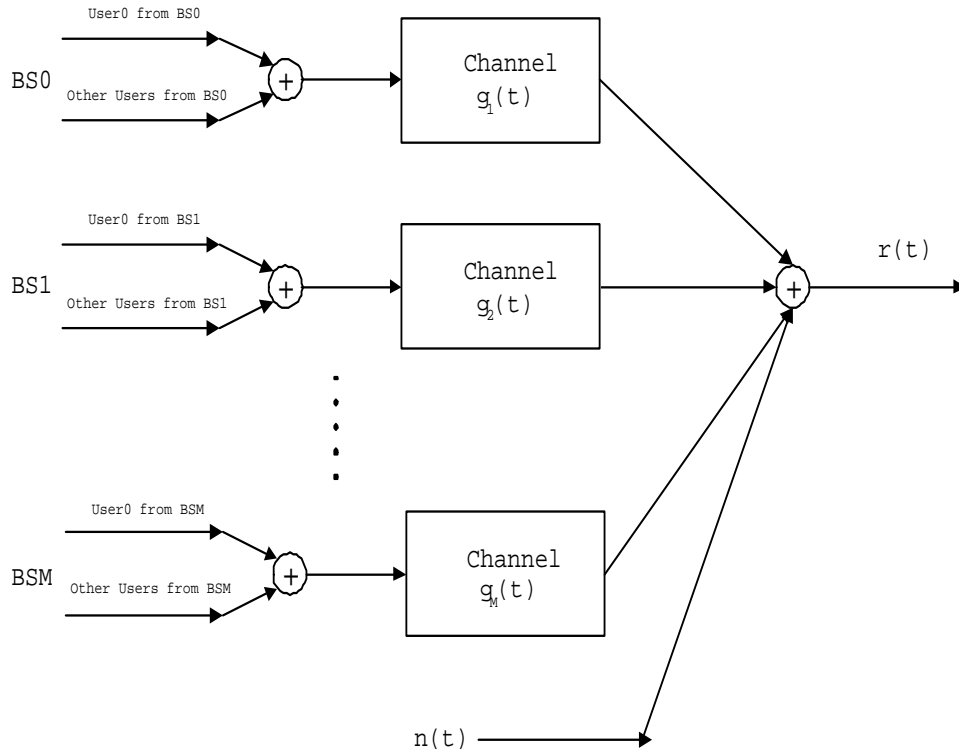 User0 from BS0
BS0
Other Users from BS0
+
Channel
g1(t)
User0 from BS1
BS1
Other Users from BS1
+
Channel
g2(t)
+
r(t)
User0 from BSM
BSM
Other Users from BSM
+
Channel
gM(t)
n(t)